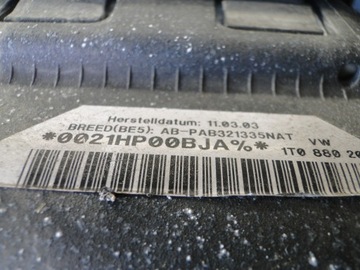 Herstelldatum: 11.03.03
BREED(BE5): AB-PAB321335NAT
*0021HP00BJA%* VW
1T0 880 20